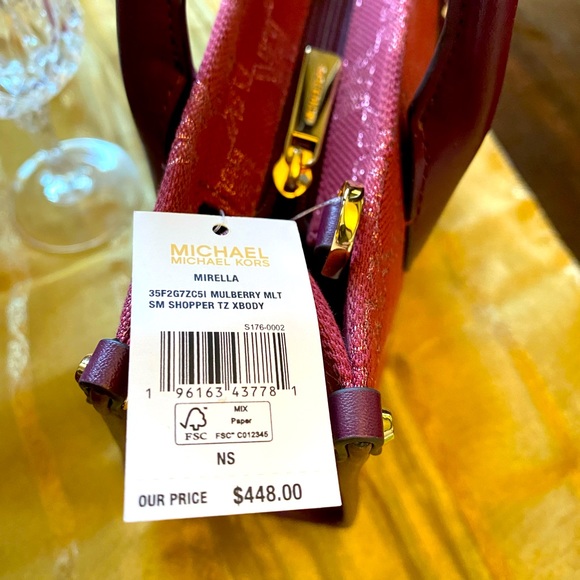 MICHAEL
MICHAEL KORS
MIRELLA
35F2G7ZC5I MULBERRY MLT
SM SHOPPER TZ XBODY
S176-0002
1 96163 43778 1
FSC
MIX
Paper
FSC™ C012345
NS
OUR PRICE $448.00